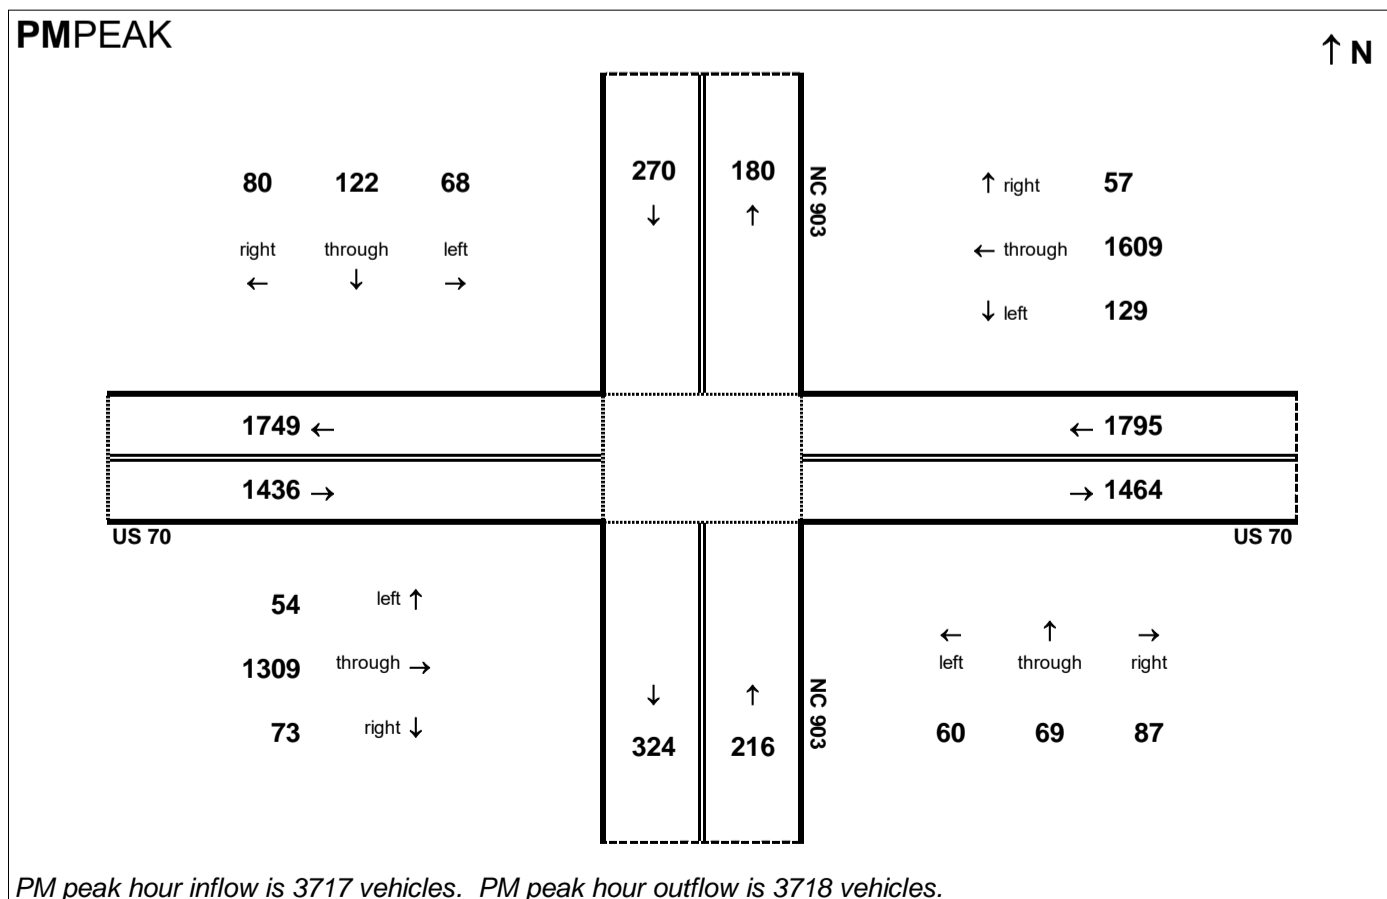 PMPEAK
↑ N
80 122 68
right through left
← ↓ →
270 180
↓ ↑
NC 903
↑ right 57
← through 1609
↓ left 129
1749 ←
1436 →
← 1795
→ 1464
US 70
US 70
54 left ↑
1309 through →
73 right ↓
↓ ↑
324 216
NC 903
← ↑ →
left through right
60 69 87
PM peak hour inflow is 3717 vehicles. PM peak hour outflow is 3718 vehicles.